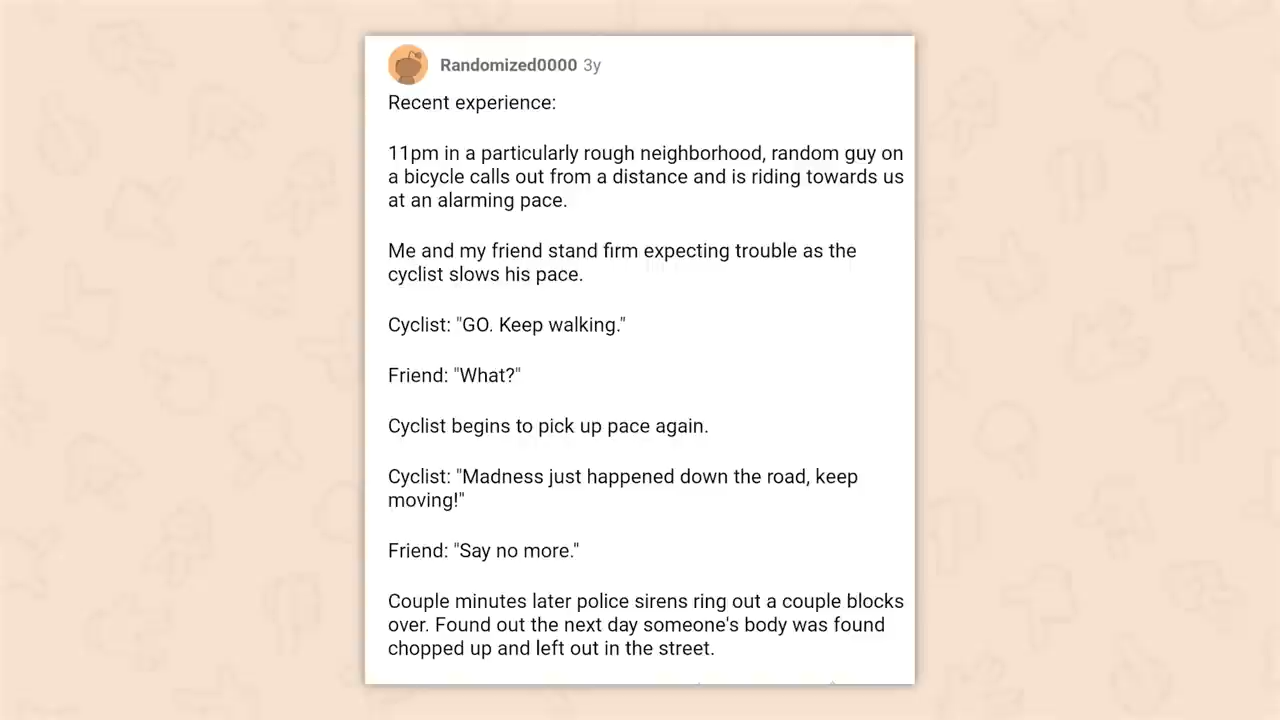 Randomized0000 3y
Recent experience:
11pm in a particularly rough neighborhood, random guy on
a bicycle calls out from a distance and is riding towards us
at an alarming pace.
Me and my friend stand firm expecting trouble as the
cyclist slows his pace.
Cyclist: "GO. Keep walking."
Friend: "What?"
Cyclist begins to pick up pace again.
Cyclist: "Madness just happened down the road, keep
moving!"
Friend: "Say no more."
Couple minutes later police sirens ring out a couple blocks
over. Found out the next day someone's body was found
chopped up and left out in the street.